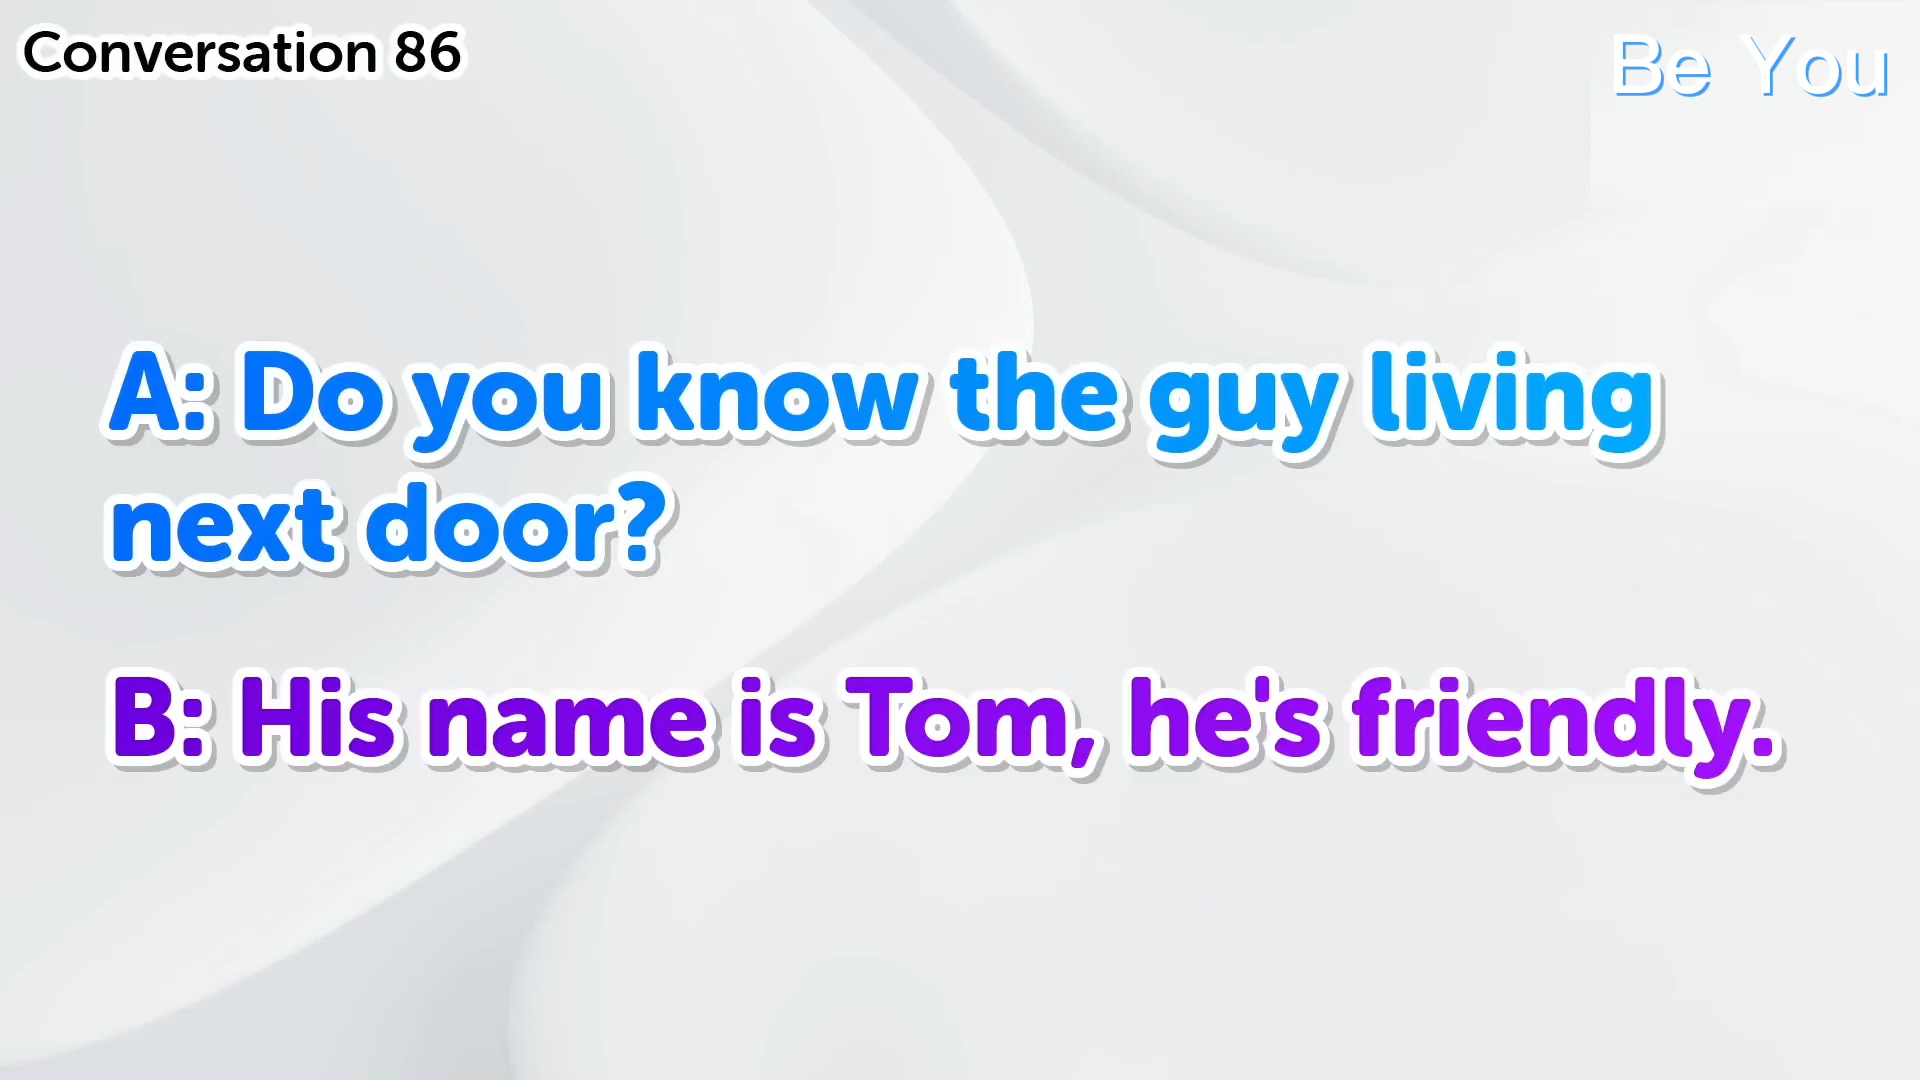 Conversation 86
Be You
A: Do you know the guy living
next door?
B: His name is Tom, he's friendly.